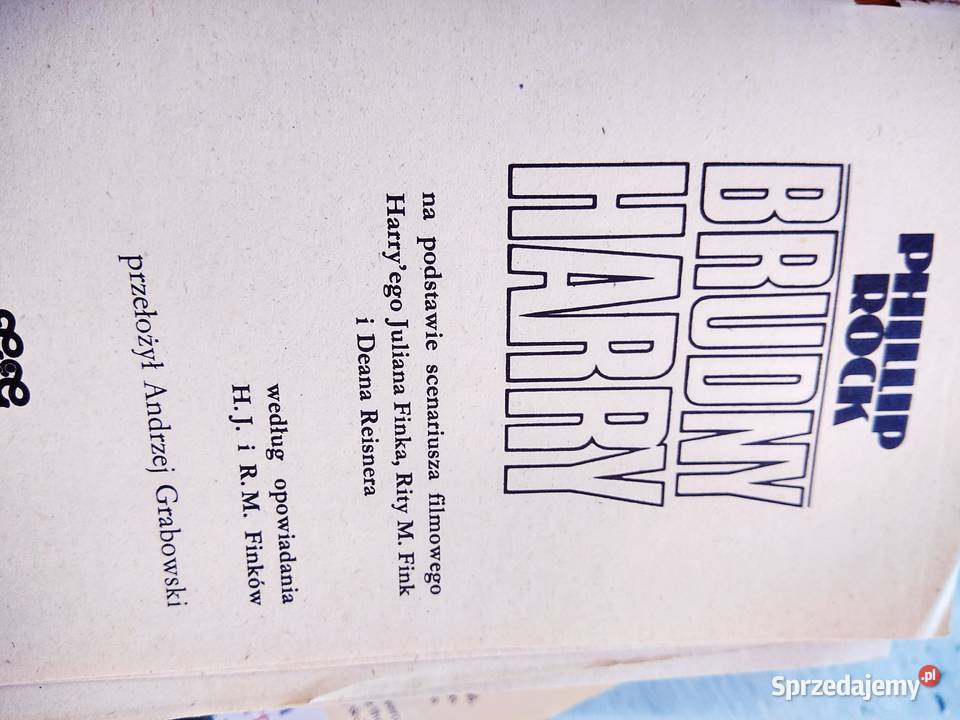 PHILLIP
ROCK
BRUDNY
HARRY
na podstawie scenariusza filmowego
Harry'ego Juliana Finka, Rity M. Fink
i Deana Reisnera
według opowiadania
H. J. i R. M. Finków
przełożył Andrzej Grabowski
Sprzedajemy.pl